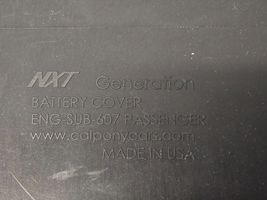 NXT Generation
BATTERY COVER
ENG-SUB-607 PASSENGER
www.calponycars.com
MADE IN USA